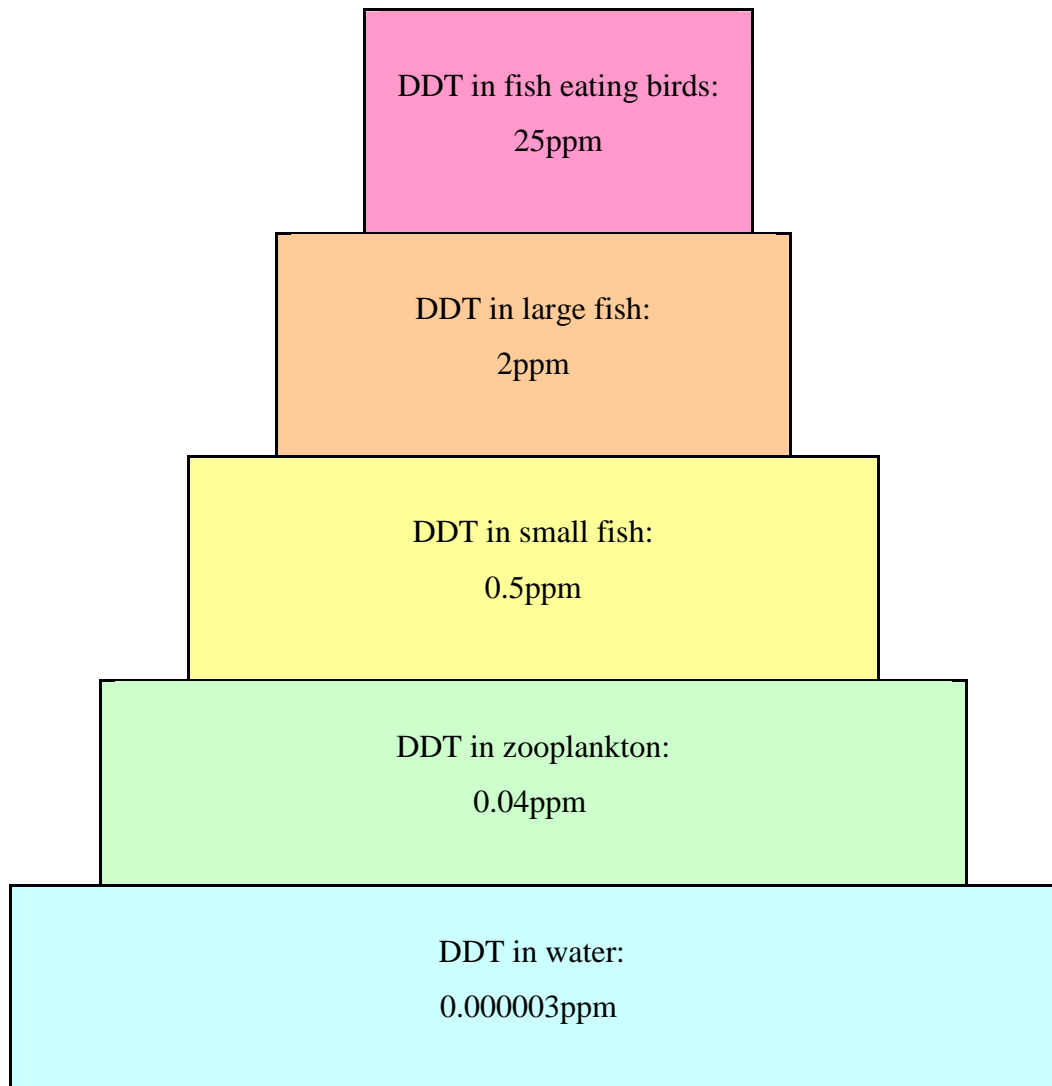 DDT in fish eating birds:
25ppm
DDT in large fish:
2ppm
DDT in small fish:
0.5ppm
DDT in zooplankton:
0.04ppm
DDT in water:
0.000003ppm